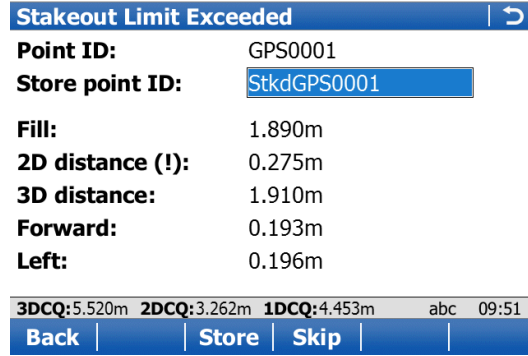 Stakeout Limit Exceeded
Point ID: GPS0001
Store point ID: StkdGPS0001
Fill: 1.890m
2D distance (!): 0.275m
3D distance: 1.910m
Forward: 0.193m
Left: 0.196m
3DCQ:5.520m 2DCQ:3.262m 1DCQ:4.453m abc 09:51
Back Store Skip